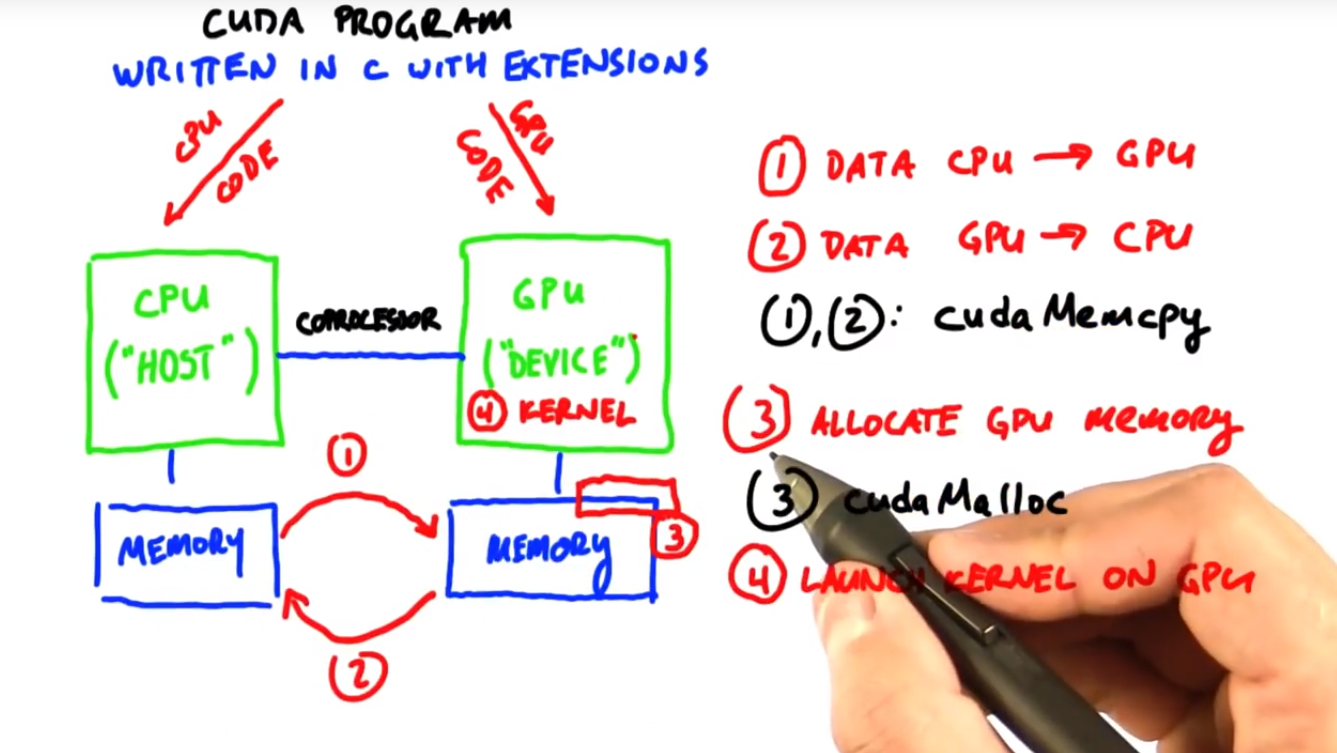 CUDA PROGRAM
WRITTEN IN C WITH EXTENSIONS
CPU
CODE
GPU
CODE
CPU
("HOST")
COPROCESSOR
GPU
("DEVICE")
④ KERNEL
①
MEMORY
MEMORY
③
②
① DATA CPU → GPU
② DATA GPU → CPU
①,②: cudaMemcpy
③ ALLOCATE GPU MEMORY
③ cudaMalloc
④ LAUNCH KERNEL ON GPU